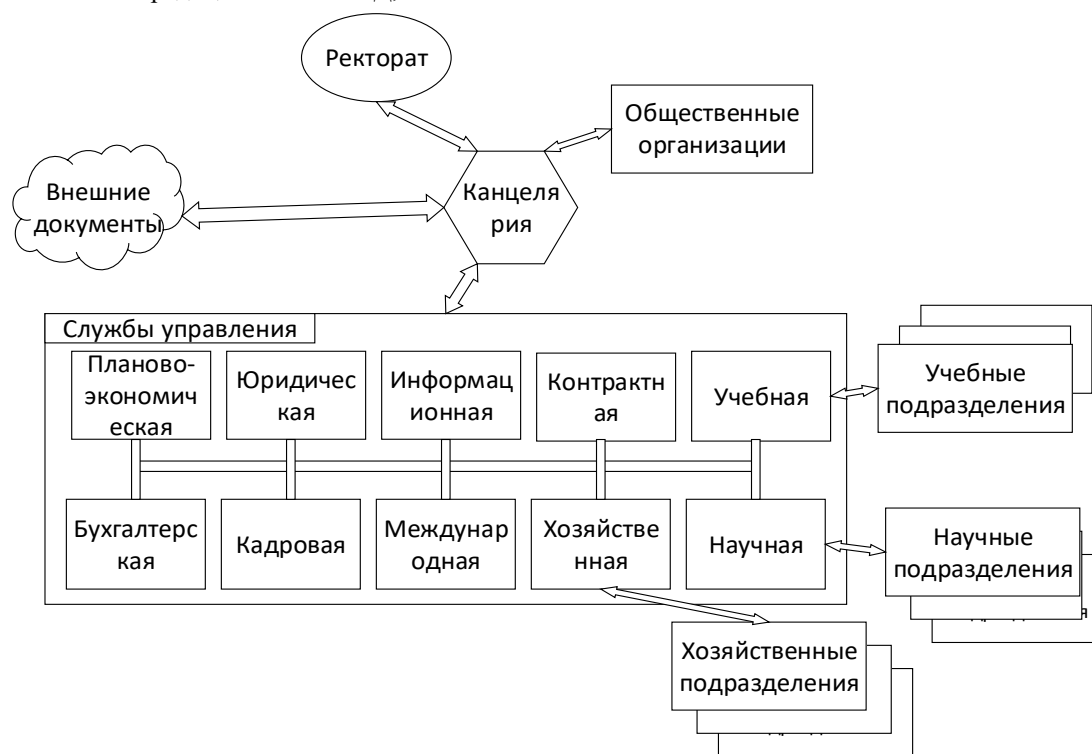 Ректорат
Общественные
организации
Внешние
документы
Канцеля
рия
Службы управления
Планово-
экономич
еская
Юридичес
кая
Информац
ионная
Контрактн
ая
Учебная
Учебные
подразделения
Бухгалтерс
кая
Кадровая
Междунар
одная
Хозяйстве
нная
Научная
Научные
подразделения
Хозяйственные
подразделения